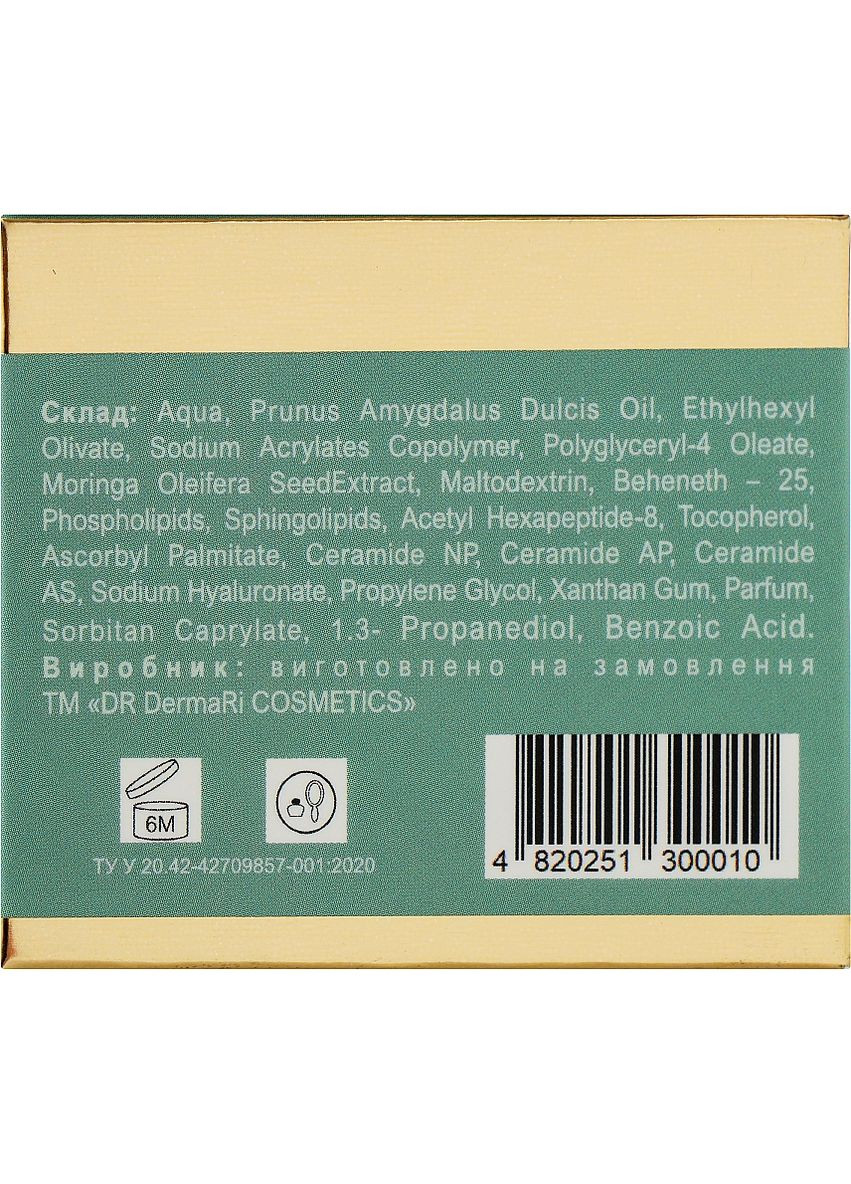 Склад: Aqua, Prunus Amygdalus Dulcis Oil, Ethylhexyl
Olivate, Sodium Acrylates Copolymer, Polyglyceryl-4 Oleate,
Moringa Oleifera SeedExtract, Maltodextrin, Beheneth – 25,
Phospholipids, Sphingolipids, Acetyl Hexapeptide-8, Tocopherol,
Ascorbyl Palmitate, Ceramide NP, Ceramide AP, Ceramide
AS, Sodium Hyaluronate, Propylene Glycol, Xanthan Gum, Parfum,
Sorbitan Caprylate, 1.3- Propanediol, Benzoic Acid.
Виробник: виготовлено на замовлення
ТМ «DR DermaRi COSMETICS»
6M
ТУ У 20.42-42709857-001:2020
4 820251 300010